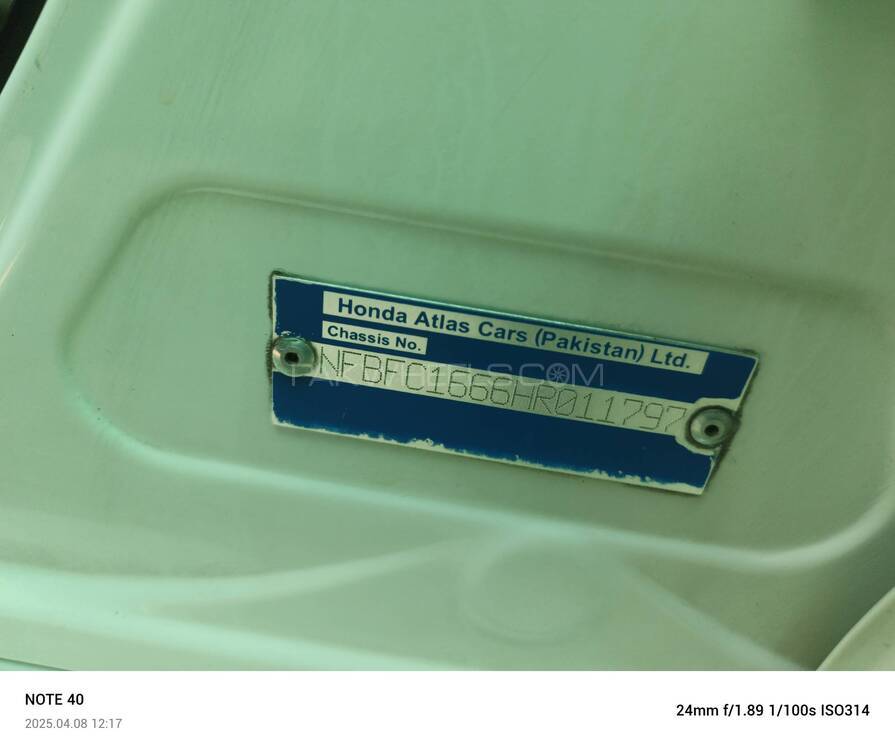 Honda Atlas Cars (Pakistan) Ltd.
Chassis No.
NFBFC1666HR011797
NOTE 40
2025.04.08 12:17
24mm f/1.89 1/100s ISO314